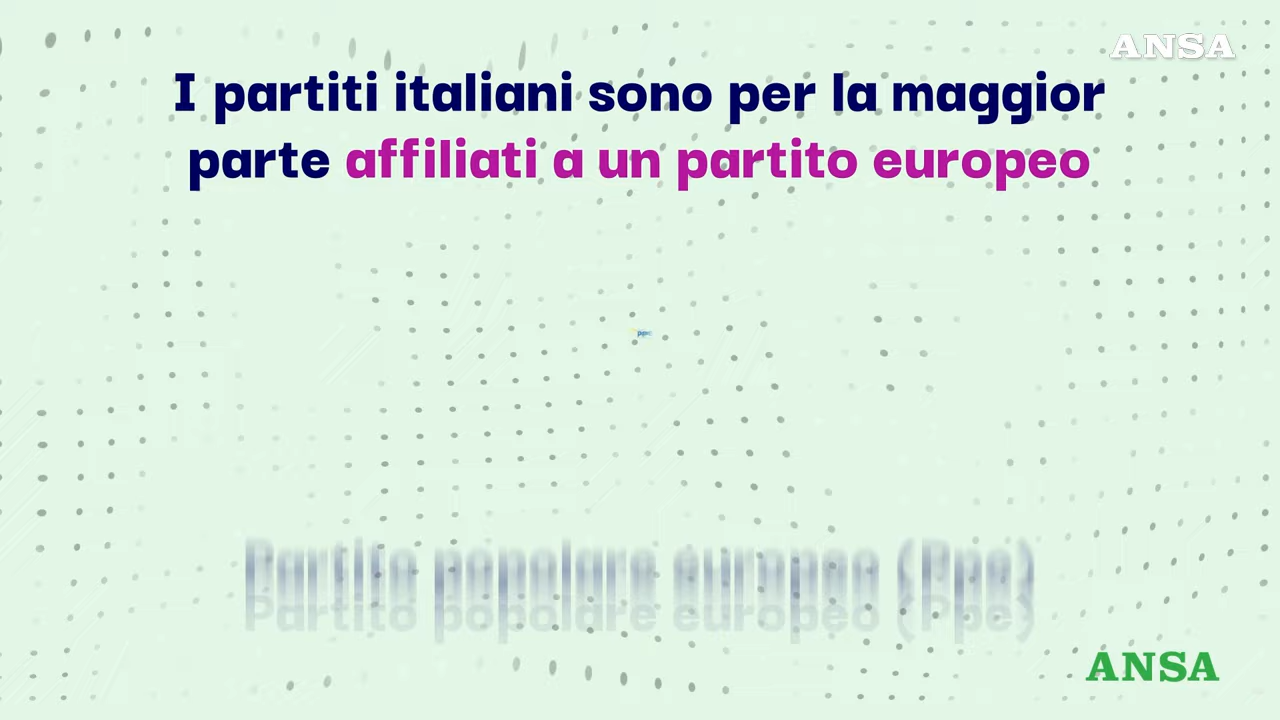 ANSA
I partiti italiani sono per la maggior
parte affiliati a un partito europeo
Partito popolare europeo (Ppe)
ANSA